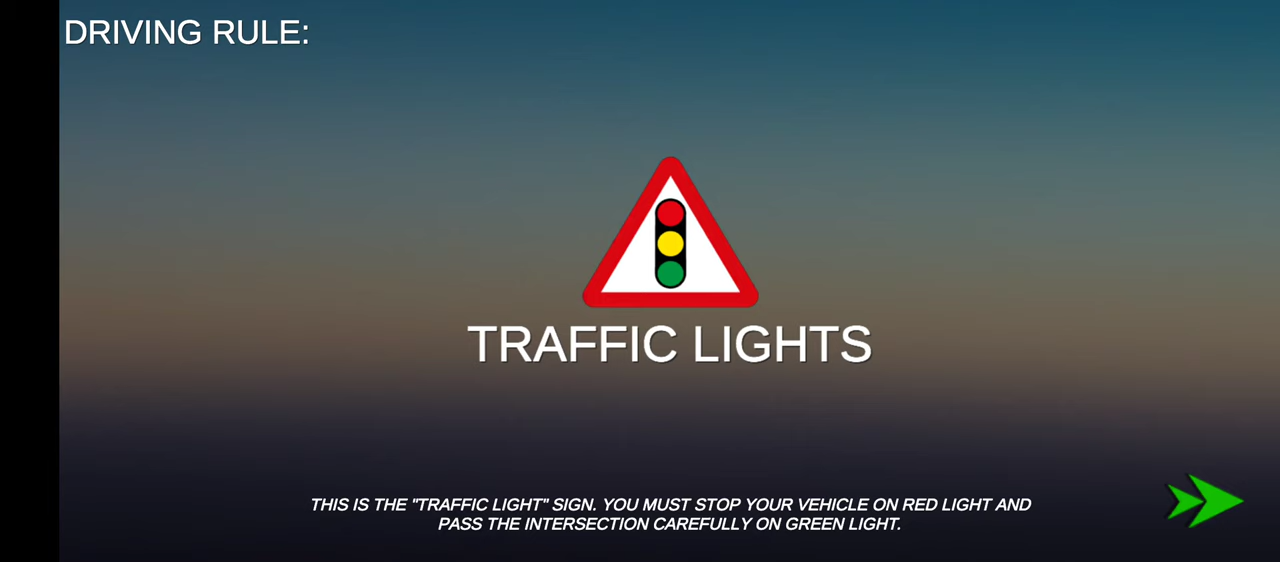 DRIVING RULE:
TRAFFIC LIGHTS
THIS IS THE "TRAFFIC LIGHT" SIGN. YOU MUST STOP YOUR VEHICLE ON RED LIGHT AND
PASS THE INTERSECTION CAREFULLY ON GREEN LIGHT.